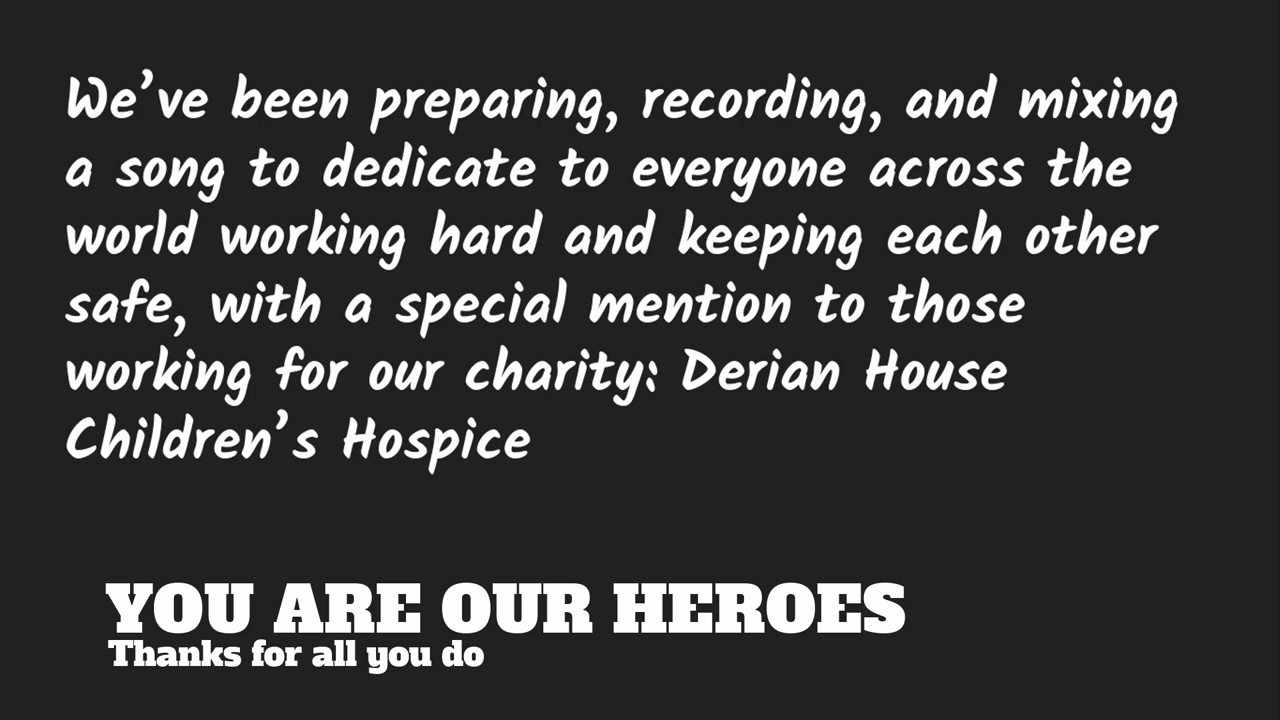 We’ve been preparing, recording, and mixing
a song to dedicate to everyone across the
world working hard and keeping each other
safe, with a special mention to those
working for our charity: Derian House
Children’s Hospice
YOU ARE OUR HEROES
Thanks for all you do